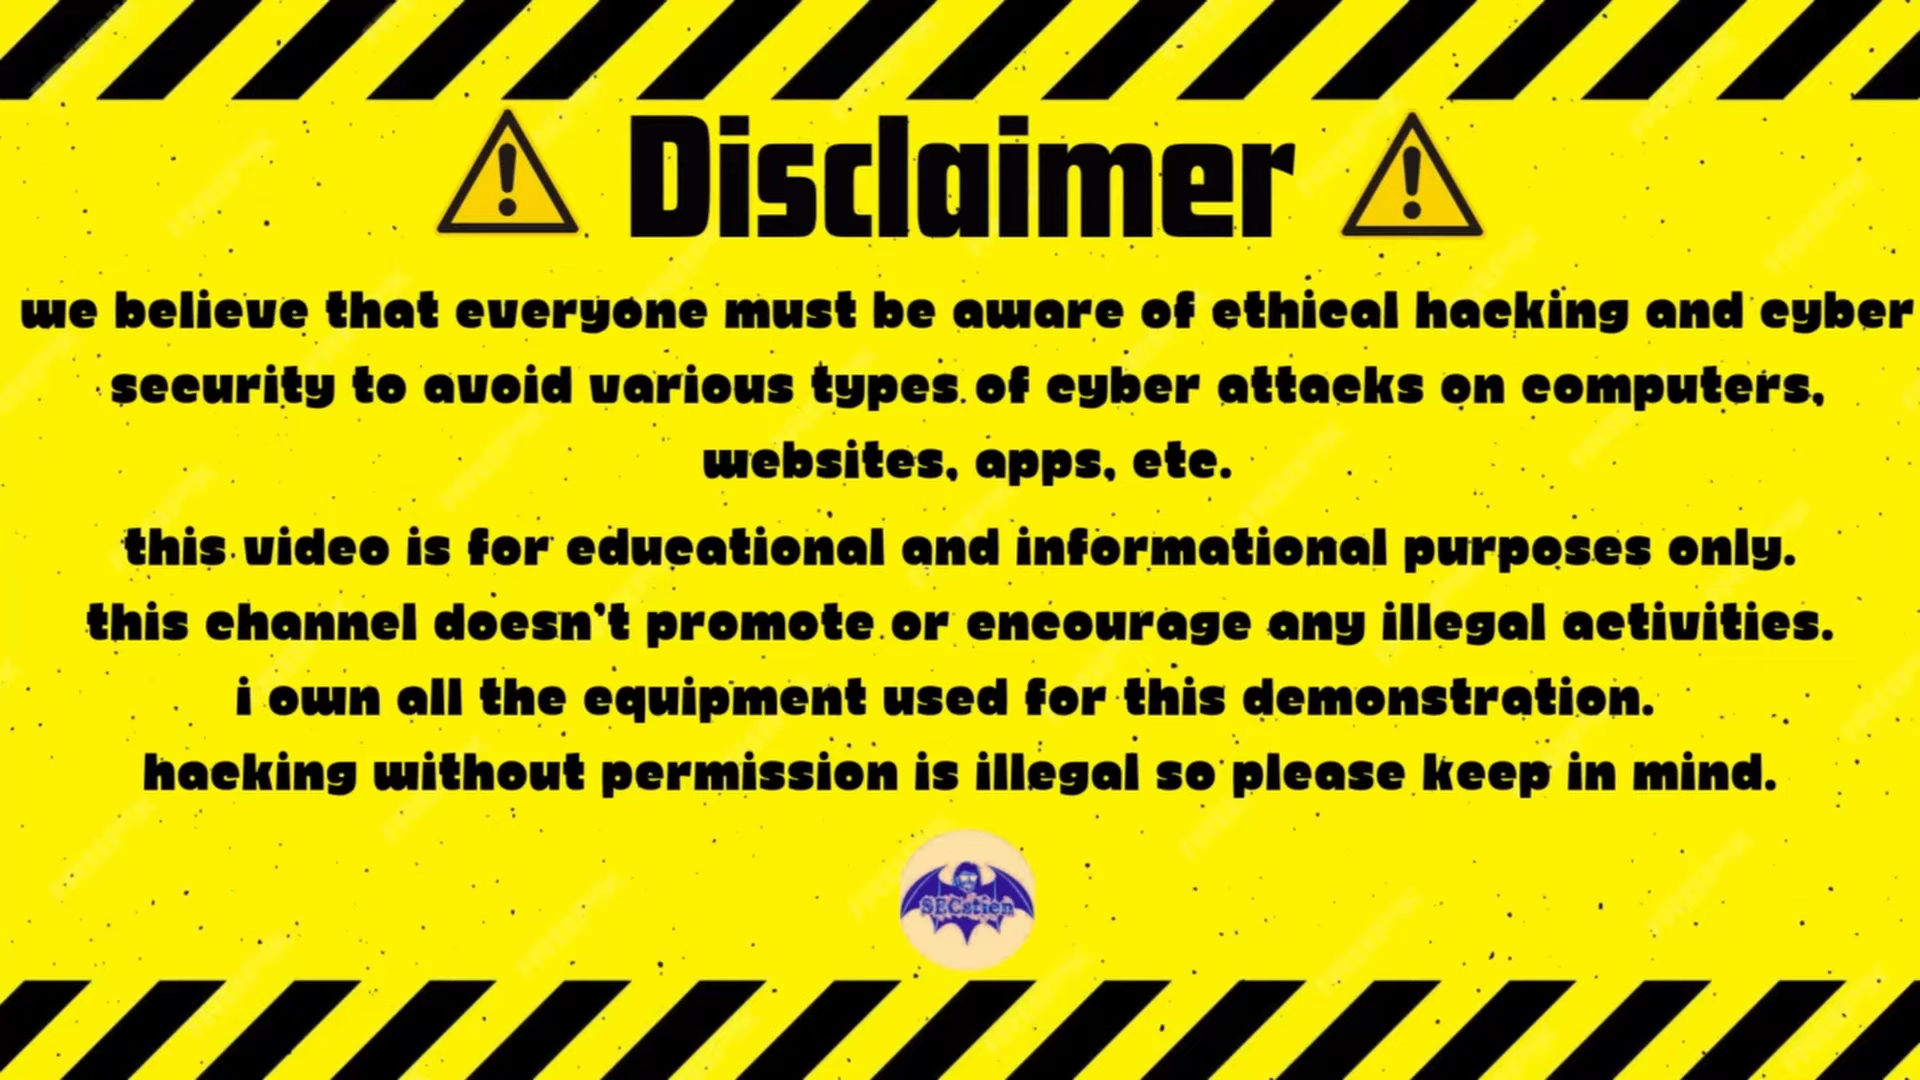 Disclaimer
we believe that everyone must be aware of ethical hacking and cyber
security to avoid various types of cyber attacks on computers,
websites, apps, etc.
this video is for educational and informational purposes only.
this channel doesn't promote or encourage any illegal activities.
i own all the equipment used for this demonstration.
hacking without permission is illegal so please keep in mind.
SECstien